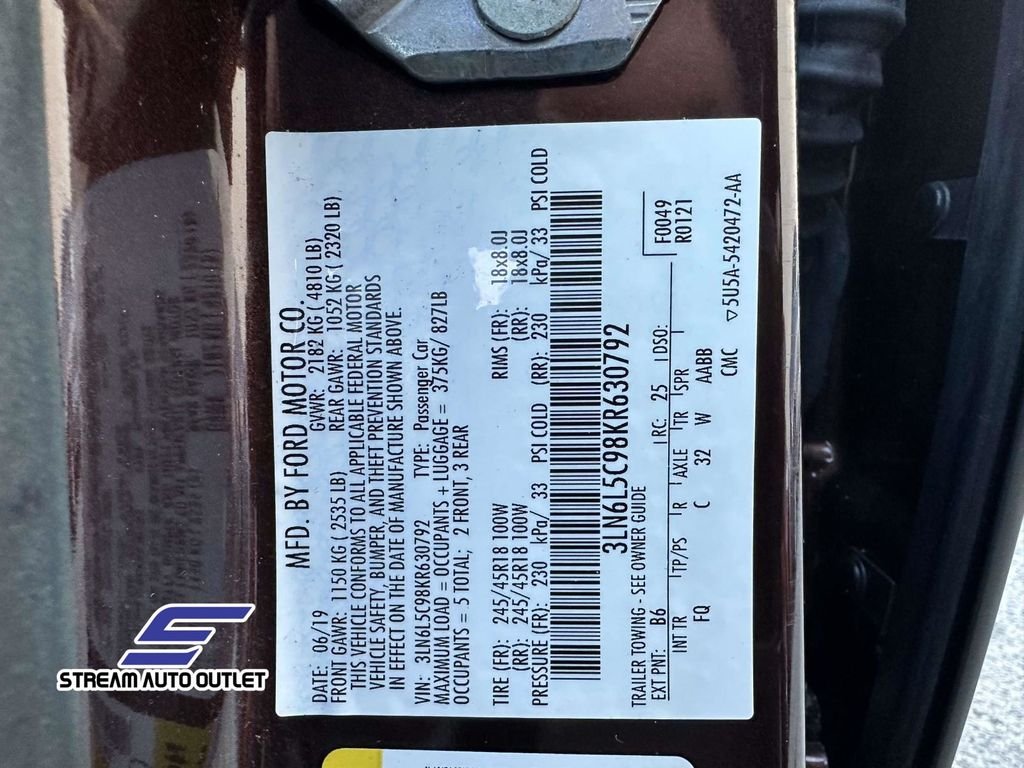 MFD. BY FORD MOTOR CO.
DATE: 06/19 GVWR: 2182 KG ( 4810 LB)
FRONT GAWR: 1150 KG ( 2535 LB) REAR GAWR: 1052 KG ( 2320 LB)
THIS VEHICLE CONFORMS TO ALL APPLICABLE FEDERAL MOTOR
VEHICLE SAFETY, BUMPER, AND THEFT PREVENTION STANDARDS
IN EFFECT ON THE DATE OF MANUFACTURE SHOWN ABOVE.
VIN: 3LN6L5C98KR630792 TYPE: Passenger Car
MAXIMUM LOAD = OCCUPANTS + LUGGAGE = 375KG/ 827LB
OCCUPANTS = 5 TOTAL; 2 FRONT, 3 REAR
TIRE (FR): 245/45R18 100W RIMS (FR): 18x8.0J
(RR): 245/45R18 100W (RR): 18x8.0J
PRESSURE (FR): 230 kPa/ 33 PSI COLD (RR): 230 kPa/ 33 PSI COLD
3LN6L5C98KR630792
F0049
R0121
TRAILER TOWING - SEE OWNER GUIDE
EXT PNT: B6 RC: 25 DSO:
INT TR TP/PS R AXLE TR SPR
FQ C 32 W AABB
CMC
▽5U5A-5420472-AA
STREAM AUTO OUTLET